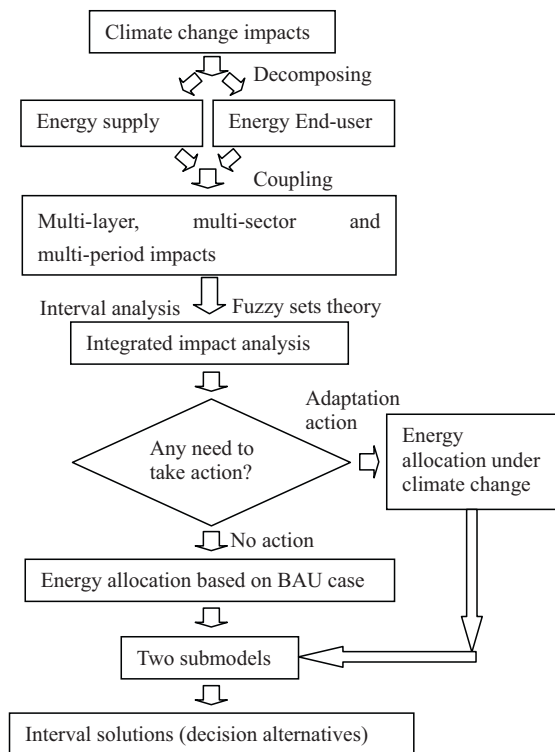 Climate change impacts
Decomposing
Energy supply
Energy End-user
Coupling
Multi-layer, multi-sector and
multi-period impacts
Interval analysis
Fuzzy sets theory
Integrated impact analysis
Adaptation
action
Any need to
take action?
Energy
allocation under
climate change
No action
Energy allocation based on BAU case
Two submodels
Interval solutions (decision alternatives)